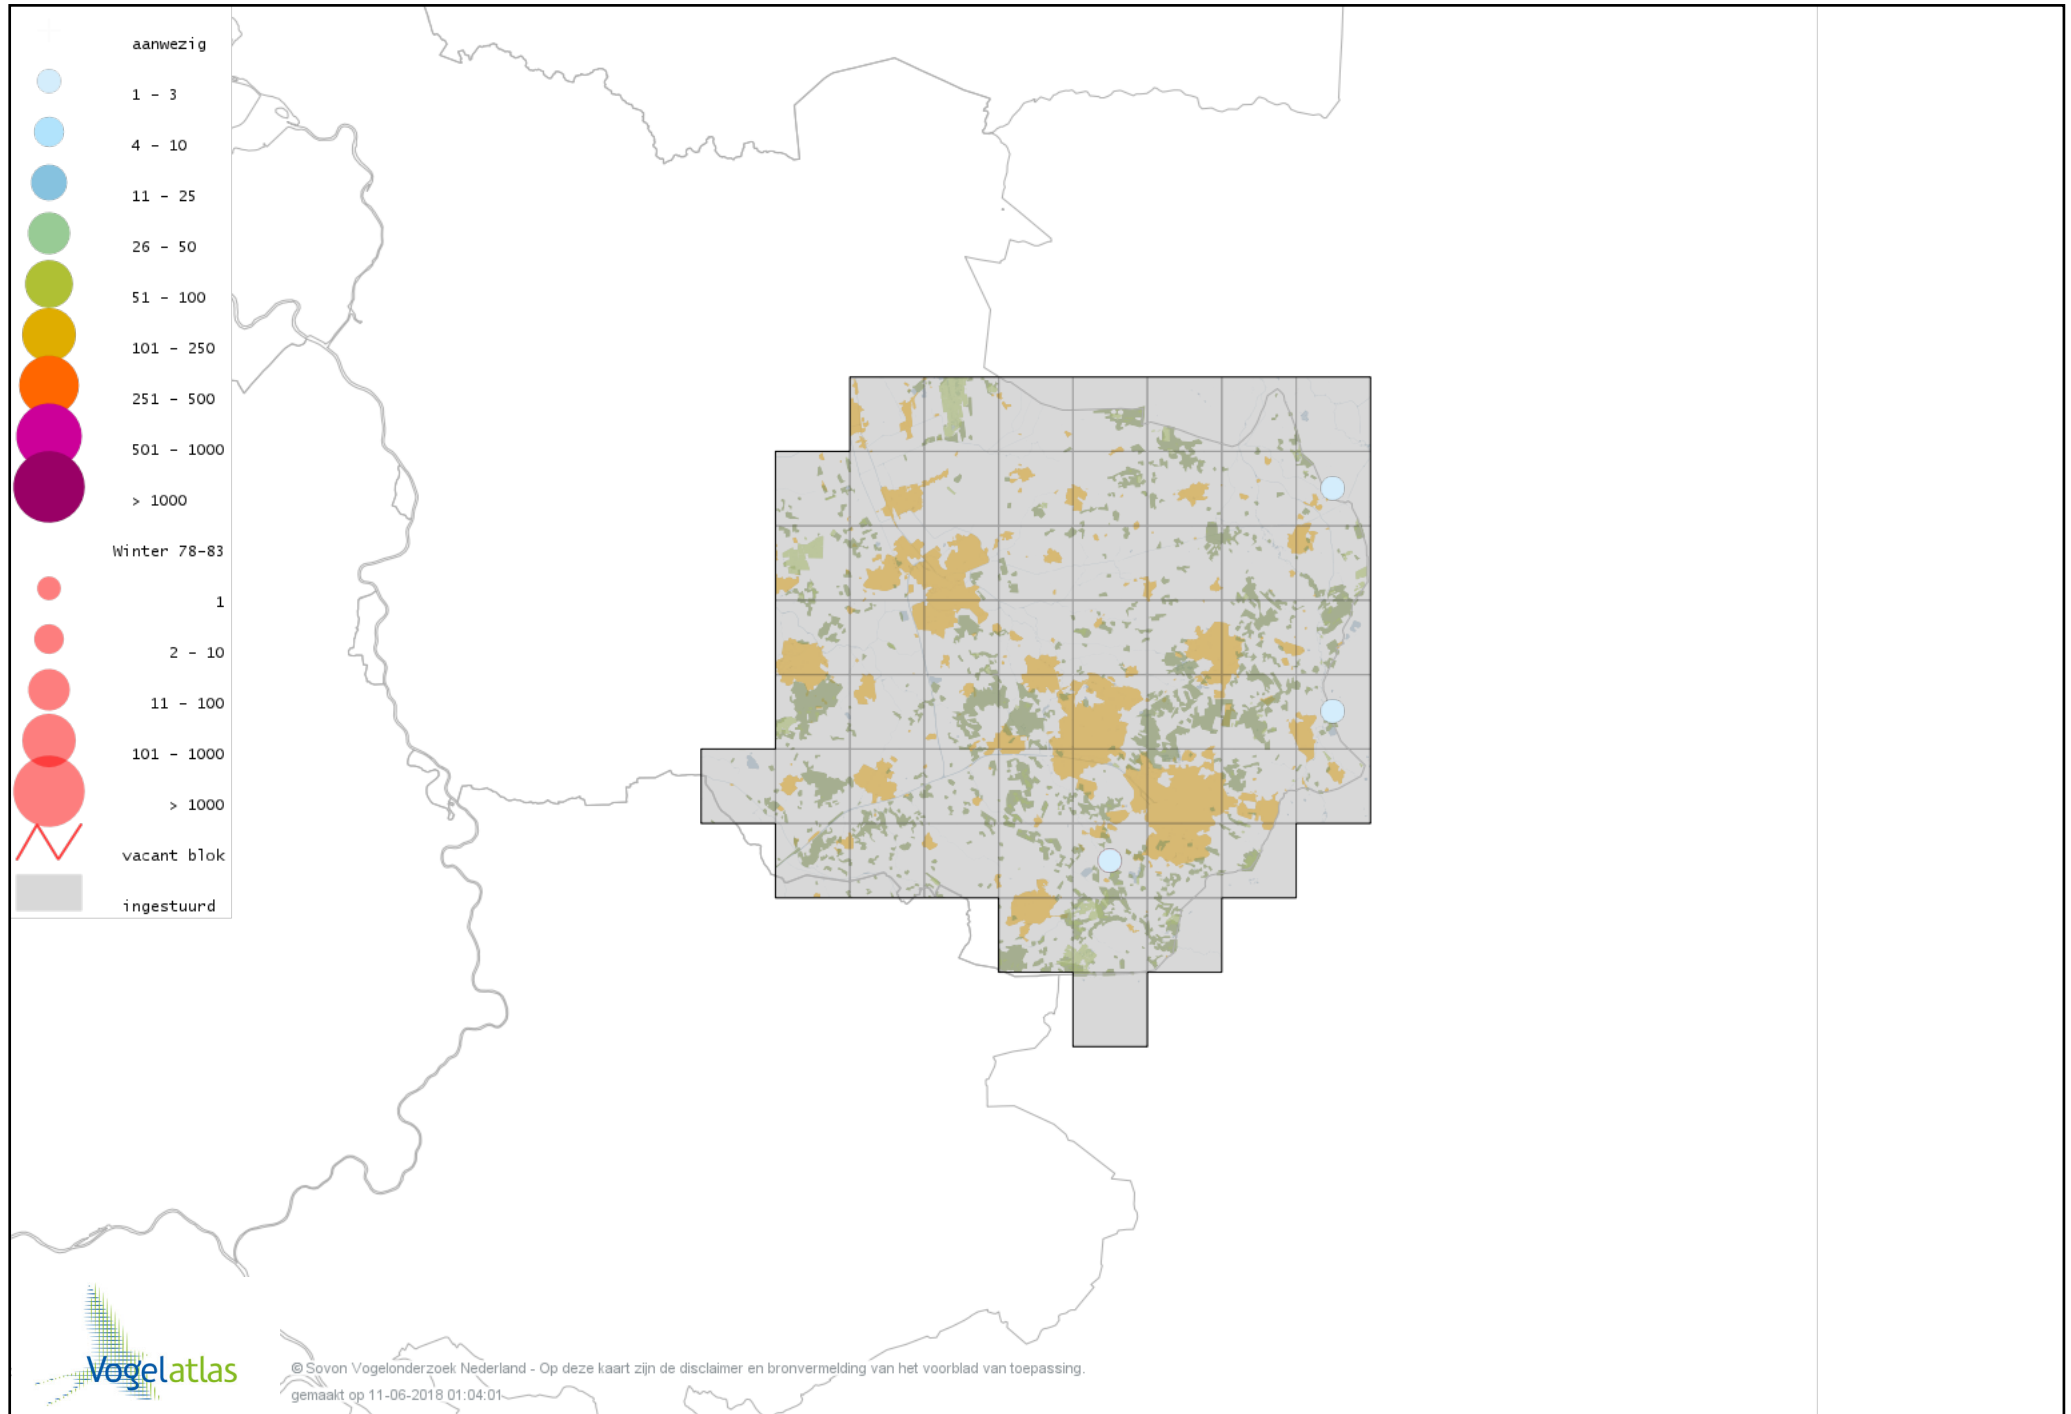 aanwezig
1 - 3
4 - 10
11 - 25
26 - 50
51 - 100
101 - 250
251 - 500
501 - 1000
> 1000
Winter 78-83
1
2 - 10
11 - 100
101 - 1000
> 1000
vacant blok
ingestuurd
Vogelatlas
© Sovon Vogelonderzoek Nederland - Op deze kaart zijn de disclaimer en bronvermelding van het voorblad van toepassing.
gemaakt op 11-06-2018 01:04:01